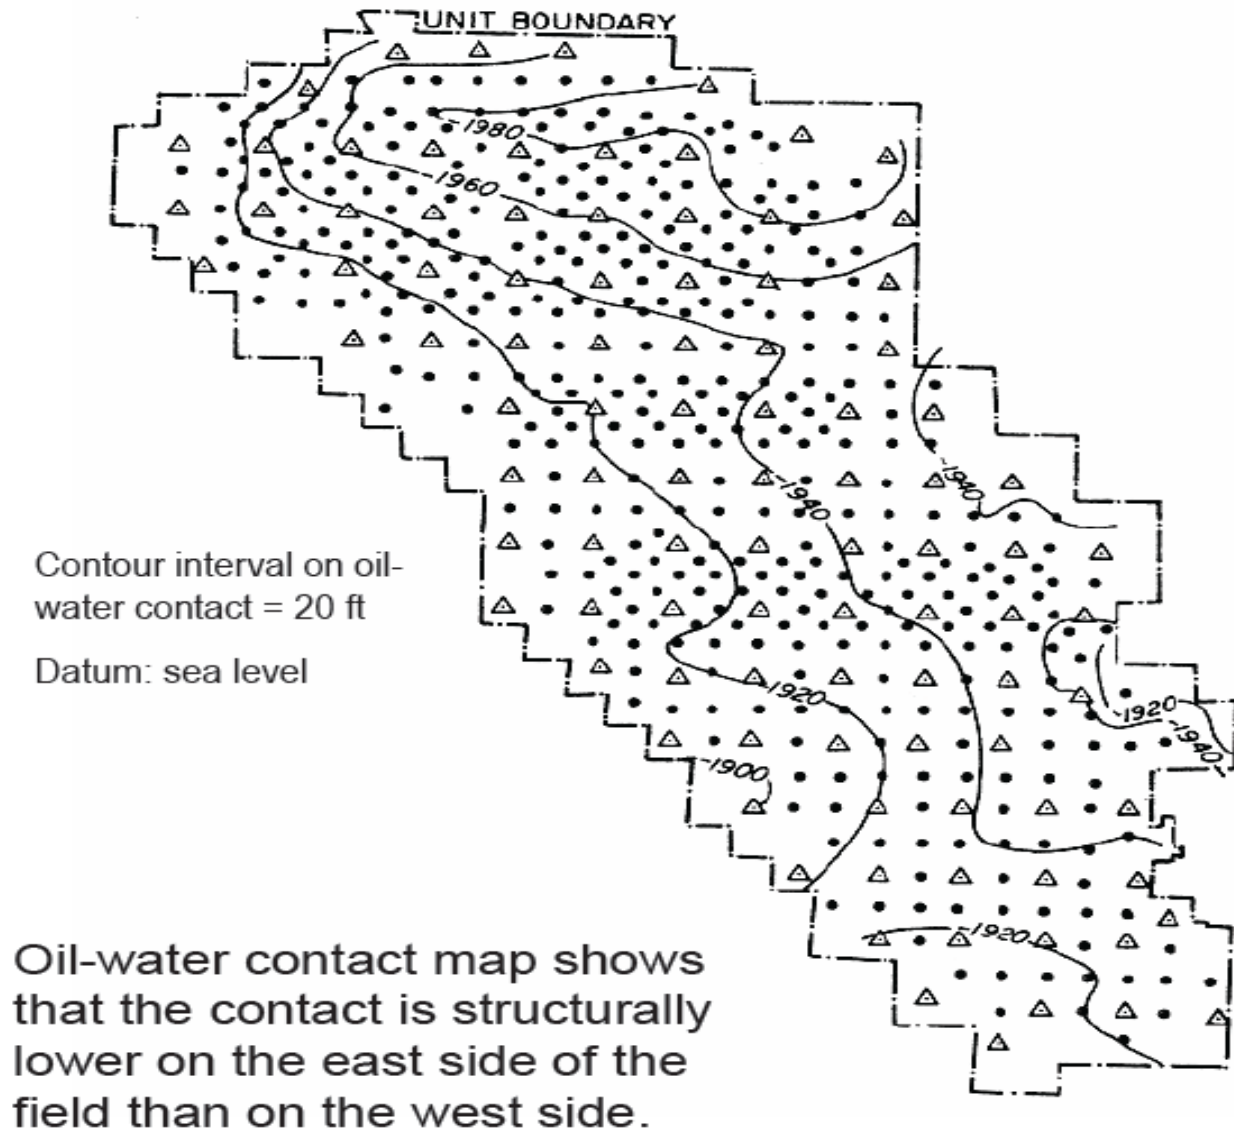 UNIT BOUNDARY
-1980
-1960
-1940
-1940
Contour interval on oil-
water contact = 20 ft
Datum: sea level
-1920
-1920
-1940
-1900
-1920
Oil-water contact map shows
that the contact is structurally
lower on the east side of the
field than on the west side.